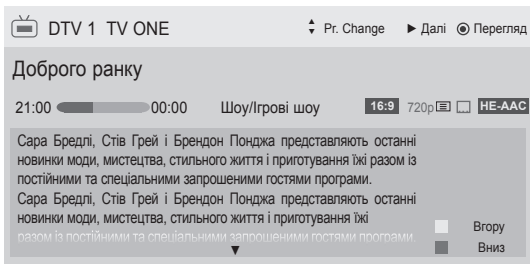 DTV 1 TV ONE Pr. Change Далі Перегляд
Доброго ранку
21:00 00:00 Шоу/Ігрові шоу 16:9 720p HE-AAC
Сара Бредлі, Стів Грей і Брендон Понджа представляють останні
новинки моди, мистецтва, стильного життя і приготування їжі разом із
постійними та спеціальними запрошеними гостями програми.
Сара Бредлі, Стів Грей і Брендон Понджа представляють останні
новинки моди, мистецтва, стильного життя і приготування їжі
разом із постійними та спеціальними запрошеними гостями програми.
Вгору
Вниз